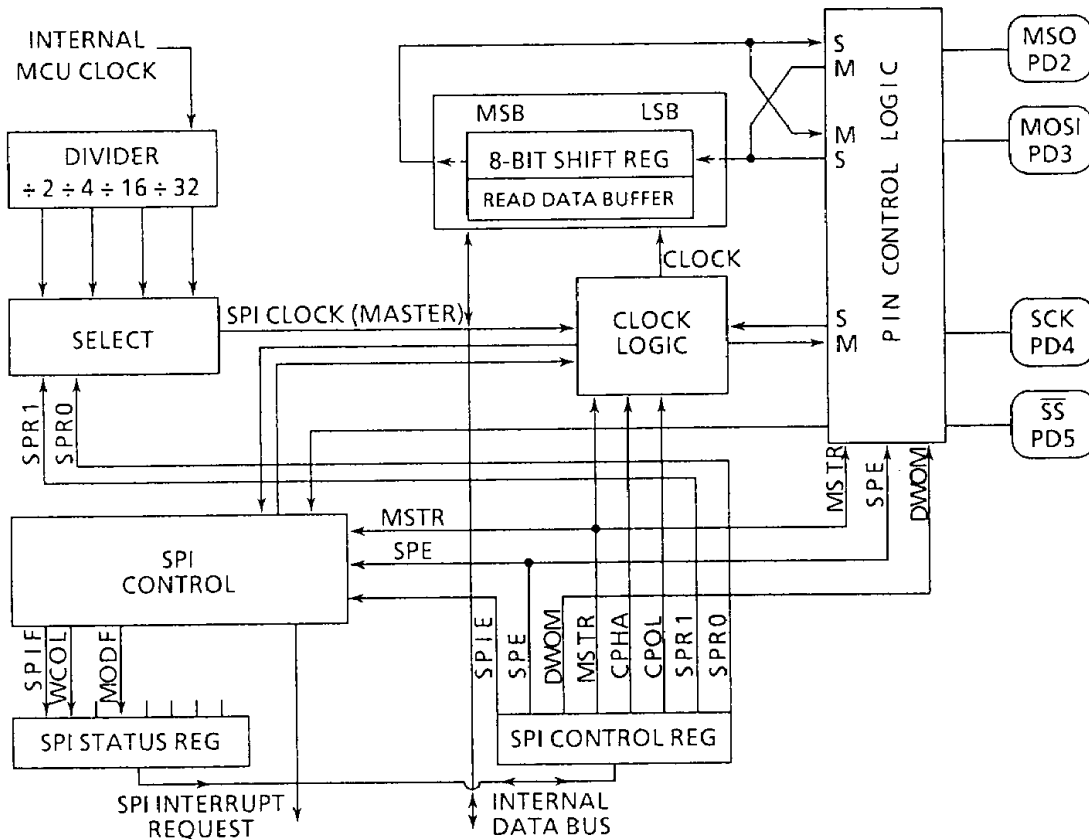 INTERNAL
MCU CLOCK
DIVIDER
÷ 2 ÷ 4 ÷ 16 ÷ 32
SELECT
SPR1
SPR0
SPI CLOCK (MASTER)
MSB
LSB
8-BIT SHIFT REG
READ DATA BUFFER
CLOCK
CLOCK
LOGIC
S
M
M
S
S
M
PIN CONTROL LOGIC
MSO
PD2
MOSI
PD3
SCK
PD4
SS
PD5
MSTR
SPE
DWOM
MSTR
SPE
SPI
CONTROL
SPIF
WCOL
MODF
SPI STATUS REG
SPIE
SPE
DWOM
MSTR
CPHA
CPOL
SPR1
SPR0
SPI CONTROL REG
SPI INTERRUPT
REQUEST
INTERNAL
DATA BUS